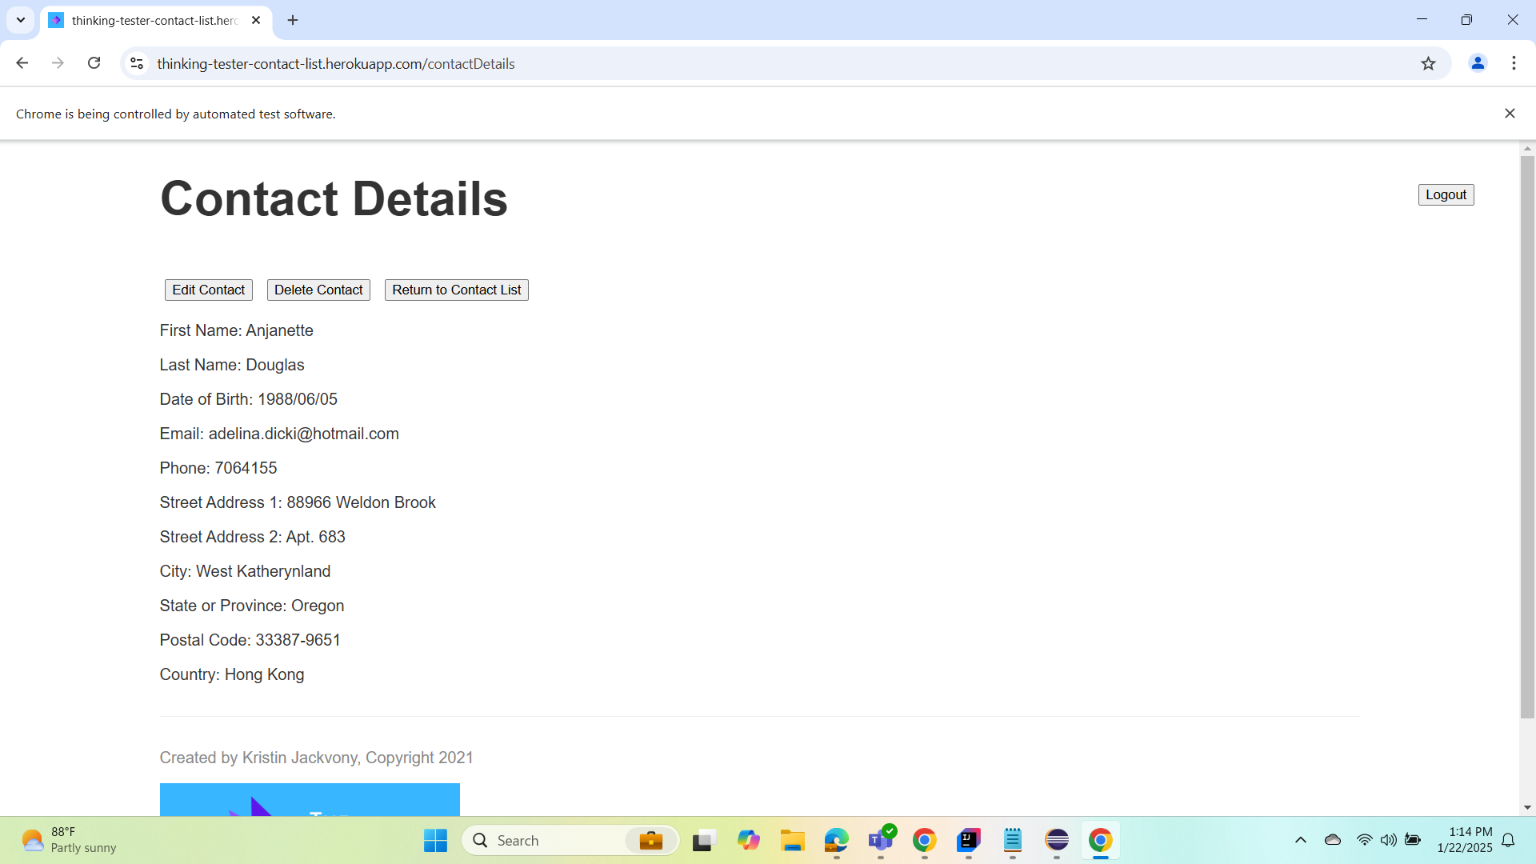 thinking-tester-contact-list.herc
thinking-tester-contact-list.herokuapp.com/contactDetails
Chrome is being controlled by automated test software.
Contact Details
Logout
Edit Contact
Delete Contact
Return to Contact List
First Name: Anjanette
Last Name: Douglas
Date of Birth: 1988/06/05
Email: adelina.dicki@hotmail.com
Phone: 7064155
Street Address 1: 88966 Weldon Brook
Street Address 2: Apt. 683
City: West Katherynland
State or Province: Oregon
Postal Code: 33387-9651
Country: Hong Kong
Created by Kristin Jackvony, Copyright 2021
88°F
Partly sunny
Search
1:14 PM
1/22/2025